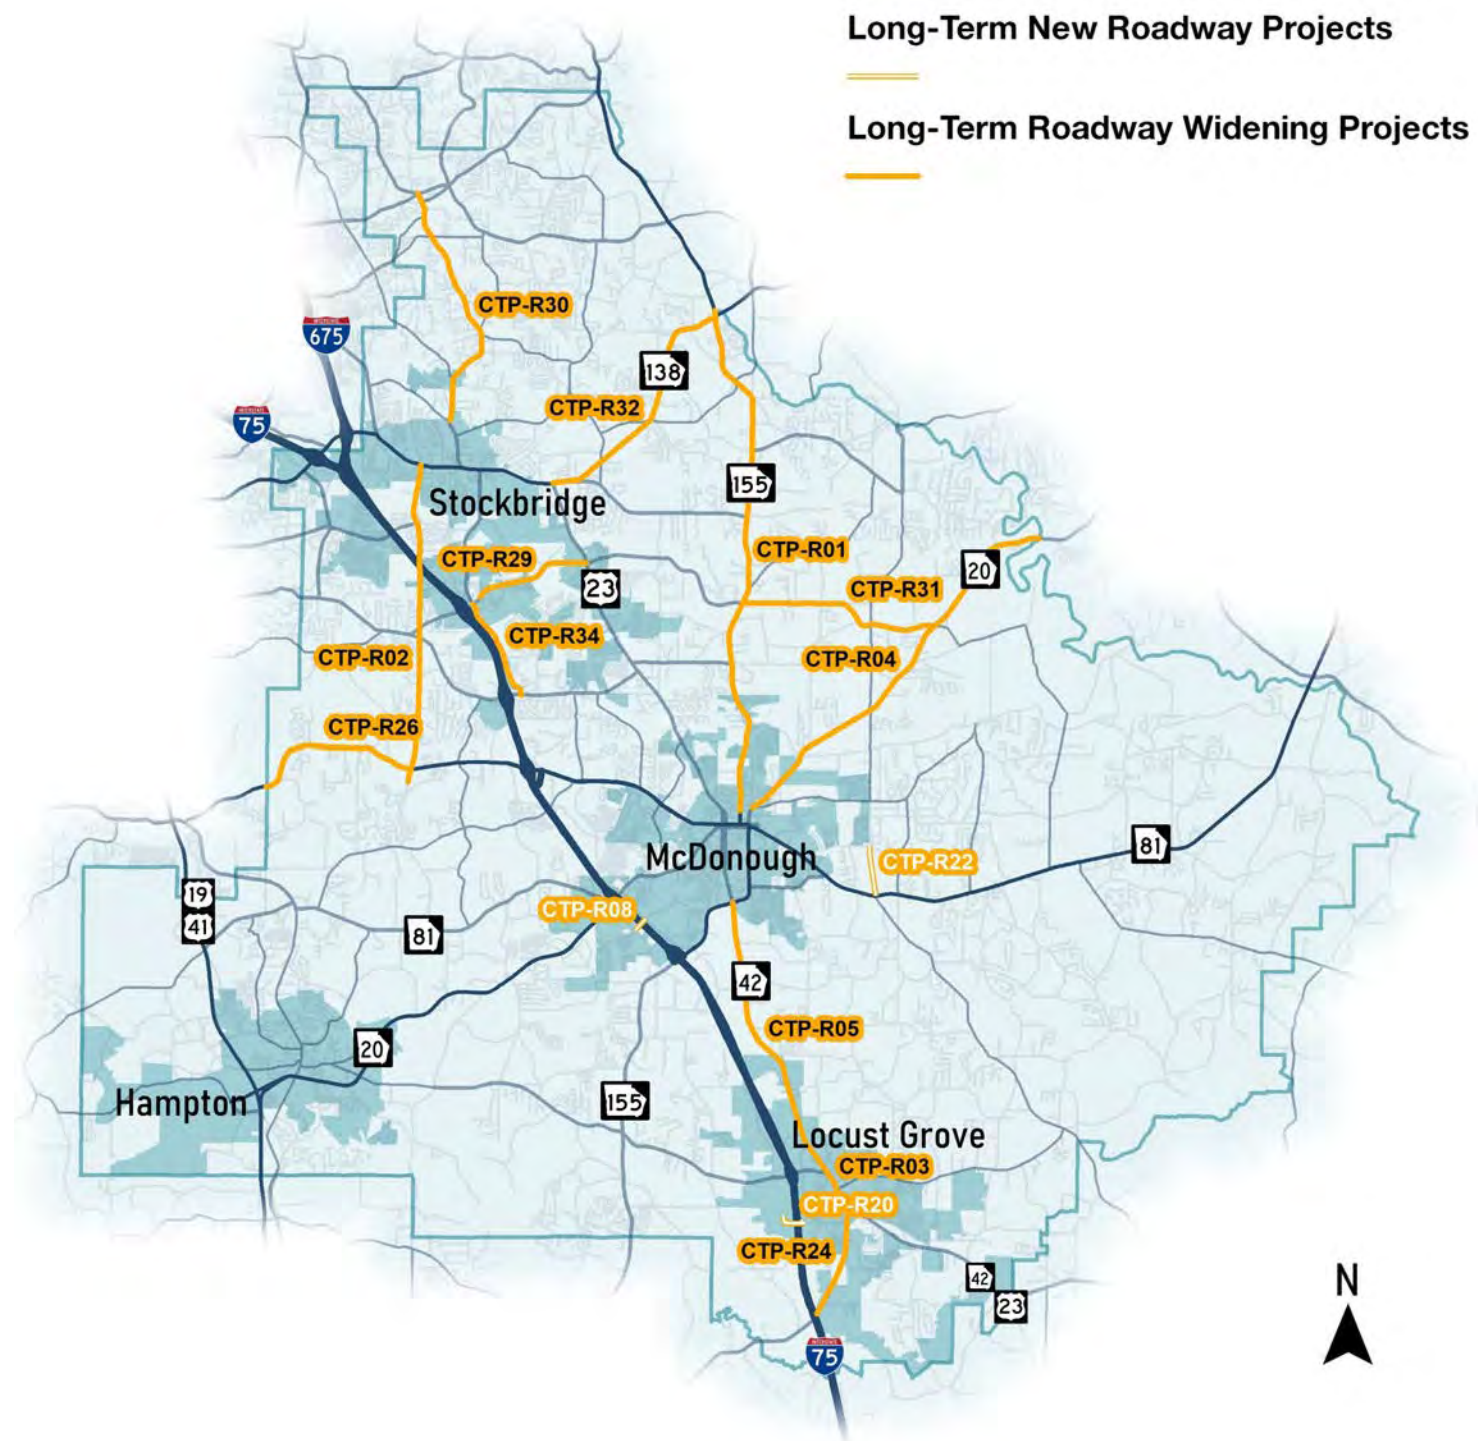 Long-Term New Roadway Projects
Long-Term Roadway Widening Projects
CTP-R30
INTERSTATE
675
138
CTP-R32
INTERSTATE
75
155
Stockbridge
CTP-R29
CTP-R01
20
23
CTP-R31
CTP-R34
CTP-R02
CTP-R04
CTP-R26
McDonough
CTP-R22
81
19
41
CTP-R08
81
42
CTP-R05
20
Hampton
155
Locust Grove
CTP-R03
CTP-R20
CTP-R24
42
23
N
INTERSTATE
75